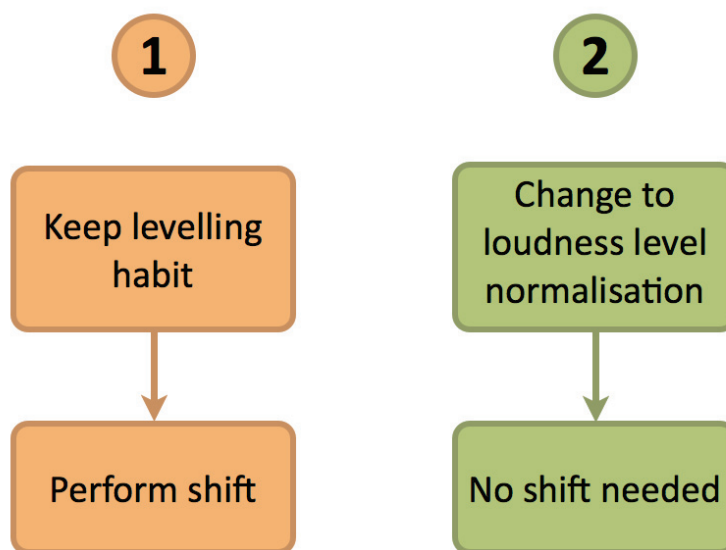 1
Keep levelling
habit
Perform shift
2
Change to
loudness level
normalisation
No shift needed